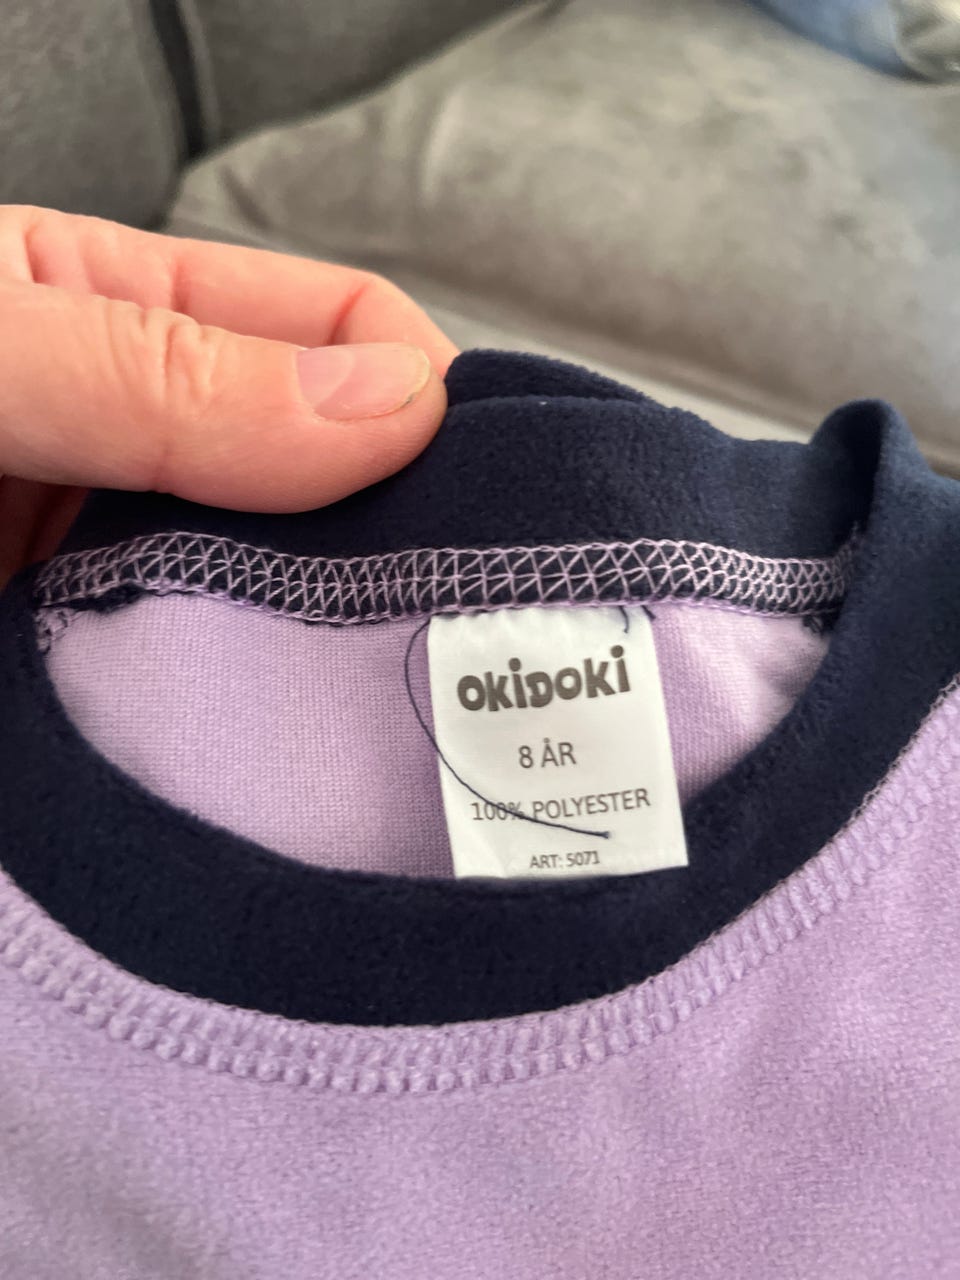 OKiDOKi
8 ÅR
100% POLYESTER
ART: 5071